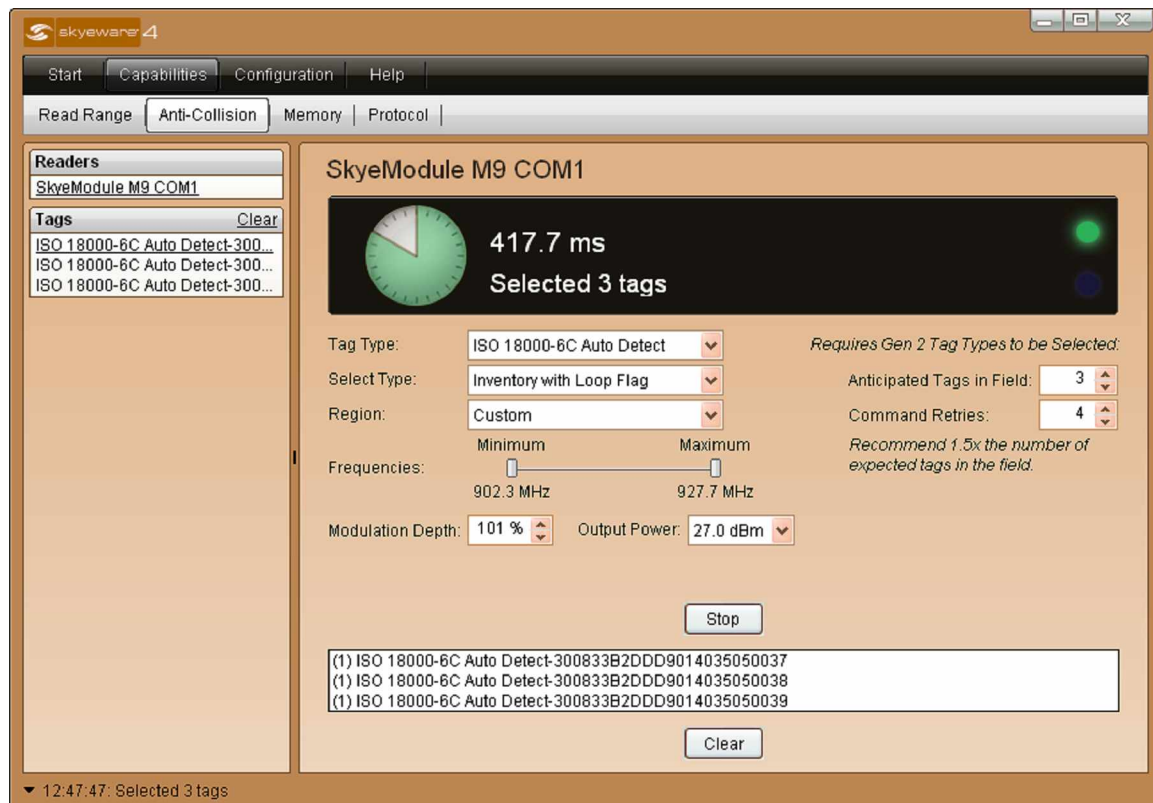 skyeware 4
Start Capabilities Configuration Help
Read Range Anti-Collision Memory Protocol
Readers
SkyeModule M9 COM1
Tags Clear
ISO 18000-6C Auto Detect-300...
ISO 18000-6C Auto Detect-300...
ISO 18000-6C Auto Detect-300...
SkyeModule M9 COM1
417.7 ms
Selected 3 tags
Tag Type: ISO 18000-6C Auto Detect
Requires Gen 2 Tag Types to be Selected:
Select Type: Inventory with Loop Flag
Anticipated Tags in Field: 3
Region: Custom
Command Retries: 4
Minimum Maximum
Recommend 1.5x the number of
expected tags in the field.
Frequencies:
902.3 MHz 927.7 MHz
Modulation Depth: 101 % Output Power: 27.0 dBm
Stop
(1) ISO 18000-6C Auto Detect-300833B2DDD9014035050037
(1) ISO 18000-6C Auto Detect-300833B2DDD9014035050038
(1) ISO 18000-6C Auto Detect-300833B2DDD9014035050039
Clear
12:47:47: Selected 3 tags